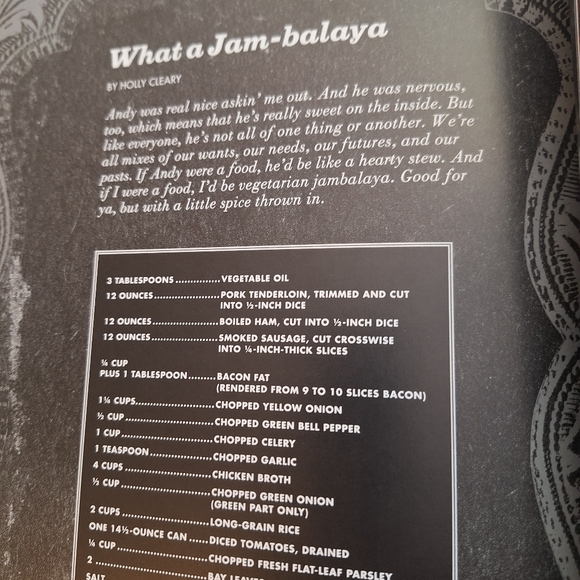 What a Jam-balaya
BY HOLLY CLEARY
Andy was real nice askin' me out. And he was nervous,
too, which means that he's really sweet on the inside. But
like everyone, he's not all of one thing or another. We're
all mixes of our wants, our needs, our futures, and our
pasts. If Andy were a food, he'd be like a hearty stew. And
if I were a food, I'd be vegetarian jambalaya. Good for
ya, but with a little spice thrown in.
3 TABLESPOONS ..............VEGETABLE OIL
12 OUNCES.....................PORK TENDERLOIN, TRIMMED AND CUT
INTO ½-INCH DICE
12 OUNCES.....................BOILED HAM, CUT INTO ½-INCH DICE
12 OUNCES.....................SMOKED SAUSAGE, CUT CROSSWISE
INTO ¼-INCH-THICK SLICES
¾ CUP
PLUS 1 TABLESPOON.........BACON FAT
(RENDERED FROM 9 TO 10 SLICES BACON)
1¼ CUPS.........................CHOPPED YELLOW ONION
½ CUP............................CHOPPED GREEN BELL PEPPER
1 CUP.............................CHOPPED CELERY
1 TEASPOON...................CHOPPED GARLIC
4 CUPS............................CHICKEN BROTH
½ CUP.............................CHOPPED GREEN ONION
(GREEN PART ONLY)
2 CUPS............................LONG-GRAIN RICE
ONE 14½-OUNCE CAN .....DICED TOMATOES, DRAINED
¼ CUP.............................CHOPPED FRESH FLAT-LEAF PARSLEY
2 ...................................BAY LEAVES
SALT